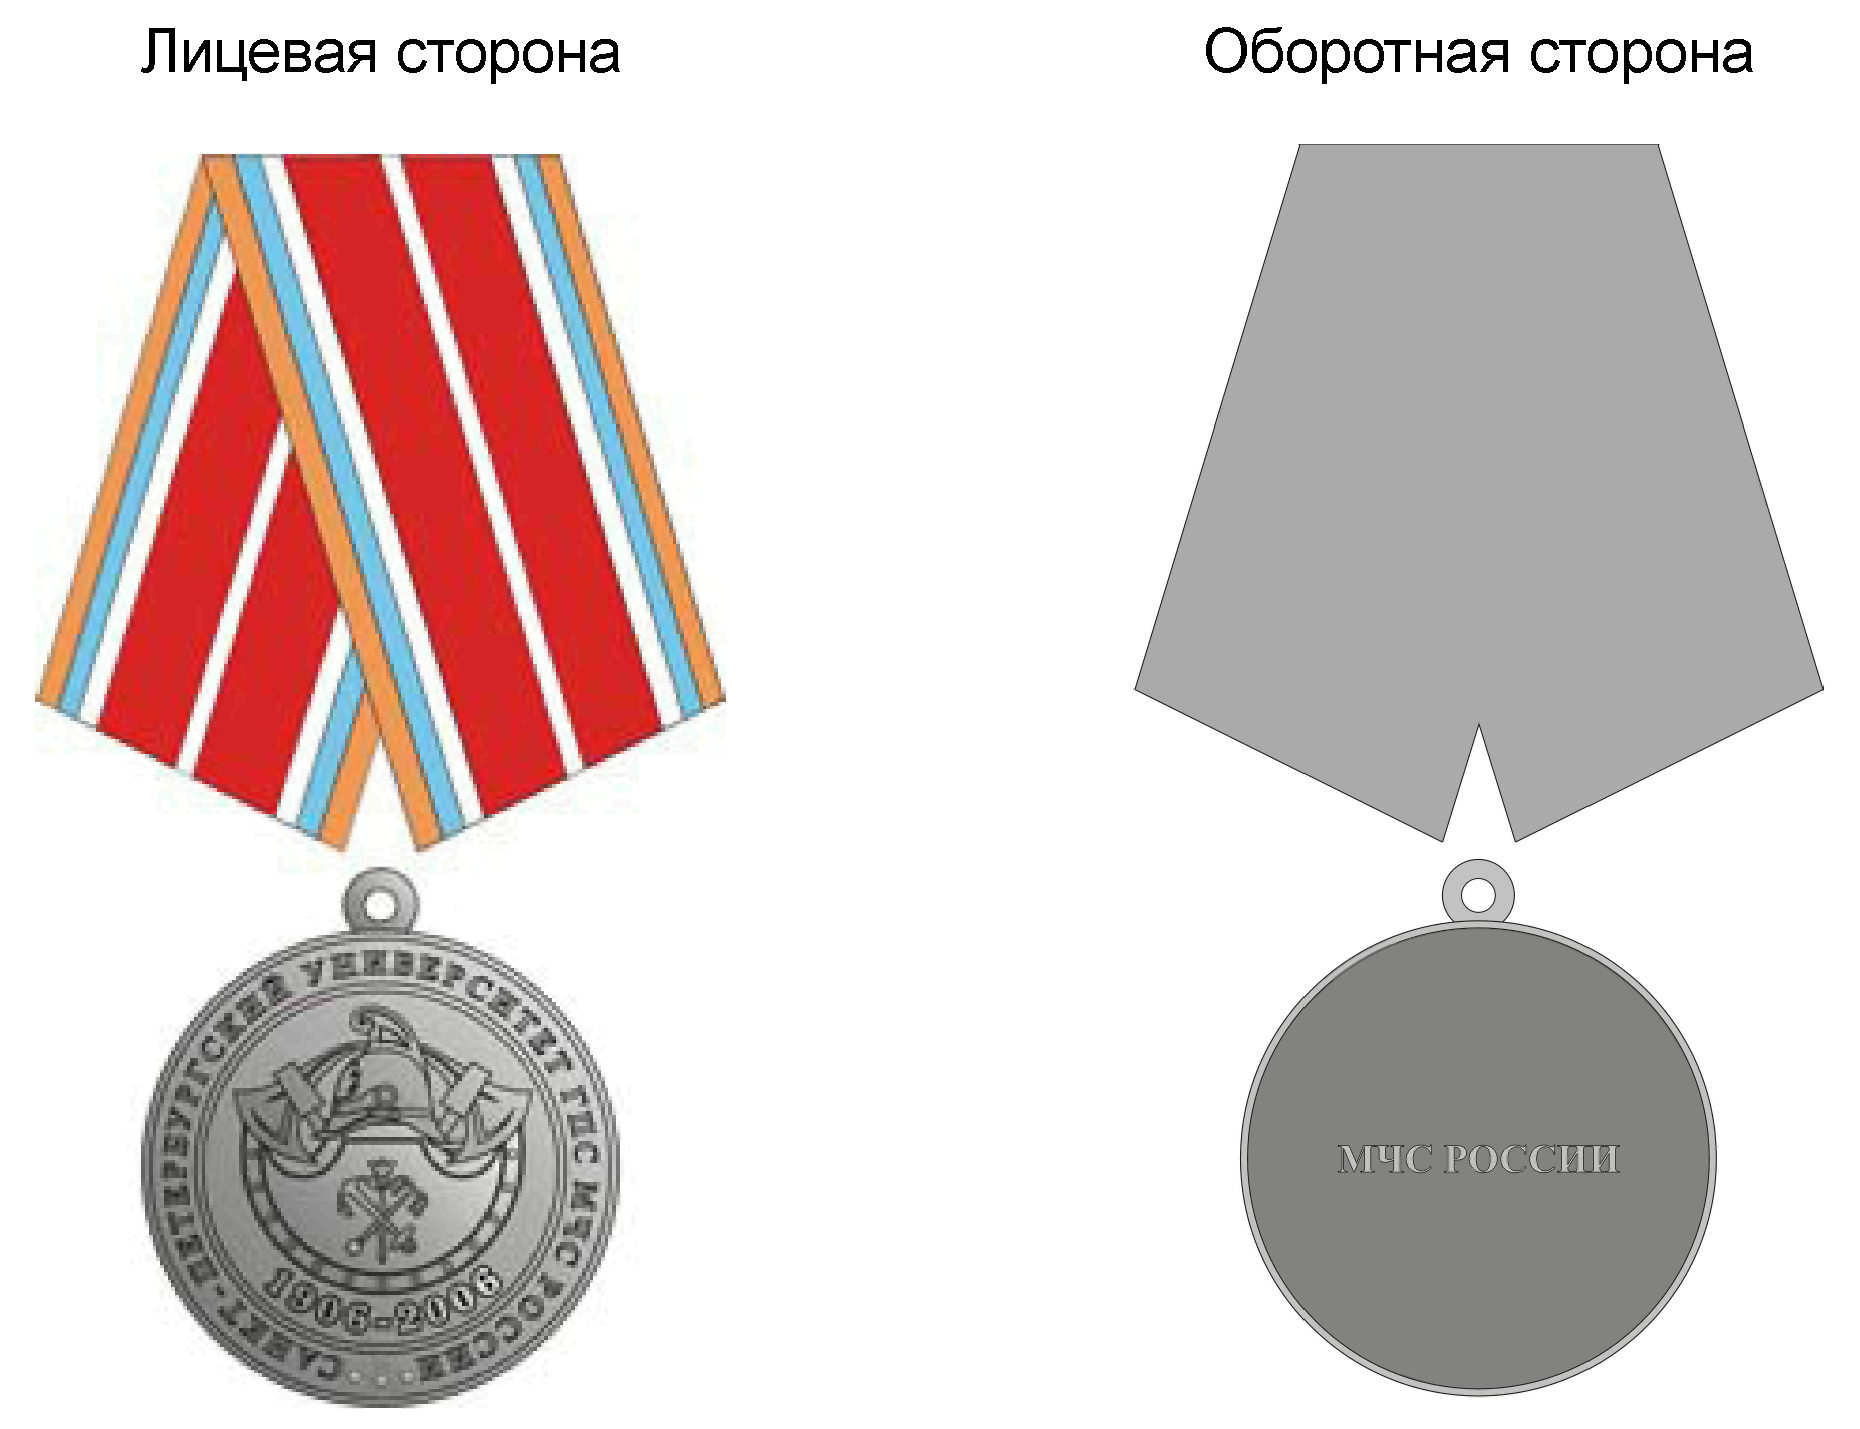 Лицевая сторона
Оборотная сторона
САНКТ-ПЕТЕРБУРГСКИЙ УНИВЕРСИТЕТ ГПС МЧС РОССИИ
1906-2006
МЧС РОССИИ